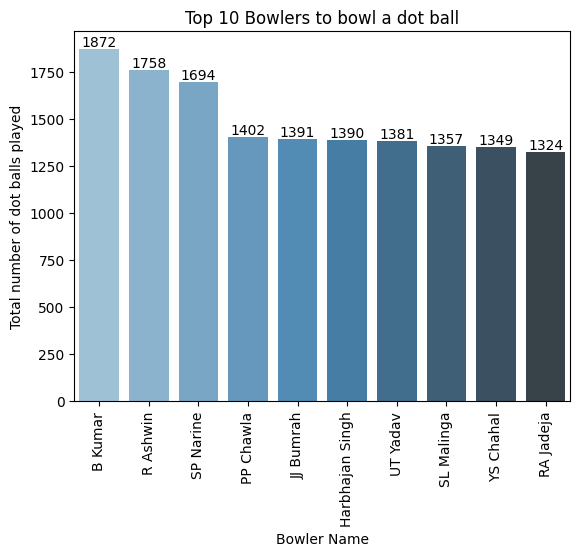 Top 10 Bowlers to bowl a dot ball
1872
1758
1694
1402
1391
1390
1381
1357
1349
1324
Total number of dot balls played
1750
1500
1250
1000
750
500
250
0
B Kumar
R Ashwin
SP Narine
PP Chawla
JJ Bumrah
Harbhajan Singh
UT Yadav
SL Malinga
YS Chahal
RA Jadeja
Bowler Name